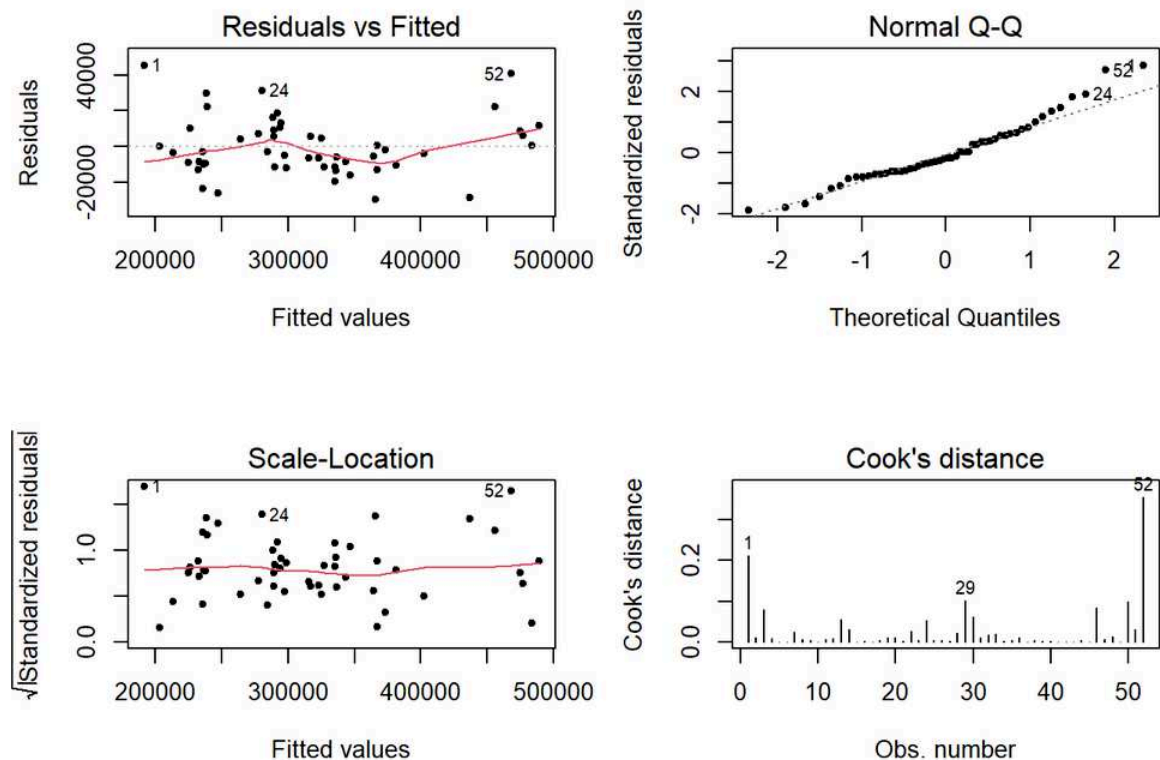 Residuals vs Fitted
Residuals
40000
-20000
1
24
52
200000 300000 400000 500000
Fitted values
Normal Q-Q
Standardized residuals
2
0
-2
52
1
24
-2 -1 0 1 2
Theoretical Quantiles
Scale-Location
√|Standardized residuals|
1.0
0.0
1
24
52
200000 300000 400000 500000
Fitted values
Cook's distance
Cook's distance
0.2
0.0
1
29
52
0 10 20 30 40 50
Obs. number